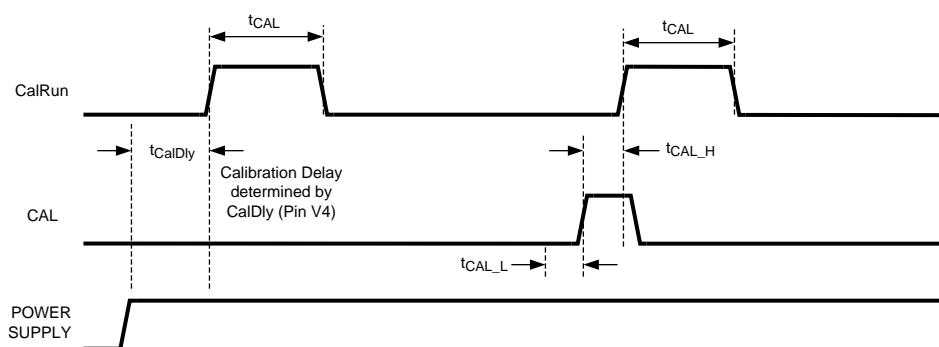 tCAL
tCAL
CalRun
tCalDly
tCAL_H
Calibration Delay
determined by
CalDly (Pin V4)
CAL
tCAL_L
POWER
SUPPLY